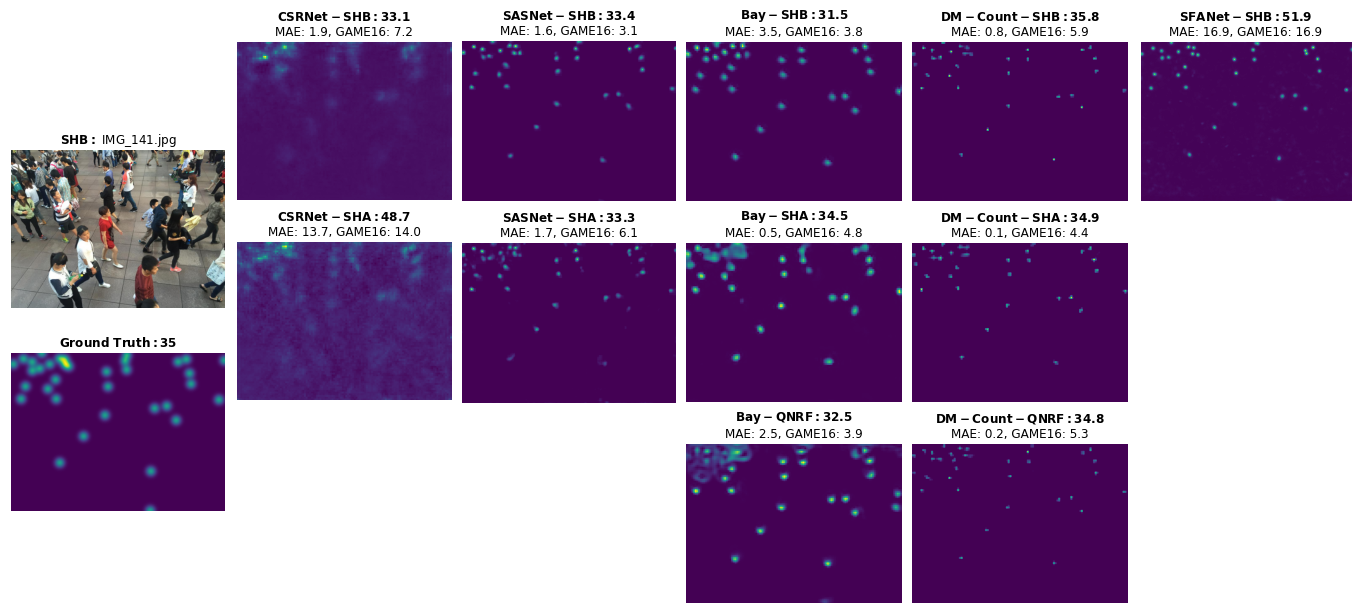 CSRNet-SHB: 33.1
MAE: 1.9, GAME16: 7.2
SASNet-SHB: 33.4
MAE: 1.6, GAME16: 3.1
Bay-SHB: 31.5
MAE: 3.5, GAME16: 3.8
DM-Count-SHB: 35.8
MAE: 0.8, GAME16: 5.9
SFANet-SHB: 51.9
MAE: 16.9, GAME16: 16.9
SHB: IMG_141.jpg
CSRNet-SHA: 48.7
MAE: 13.7, GAME16: 14.0
SASNet-SHA: 33.3
MAE: 1.7, GAME16: 6.1
Bay-SHA: 34.5
MAE: 0.5, GAME16: 4.8
DM-Count-SHA: 34.9
MAE: 0.1, GAME16: 4.4
Ground Truth: 35
Bay-QNRF: 32.5
MAE: 2.5, GAME16: 3.9
DM-Count-QNRF: 34.8
MAE: 0.2, GAME16: 5.3